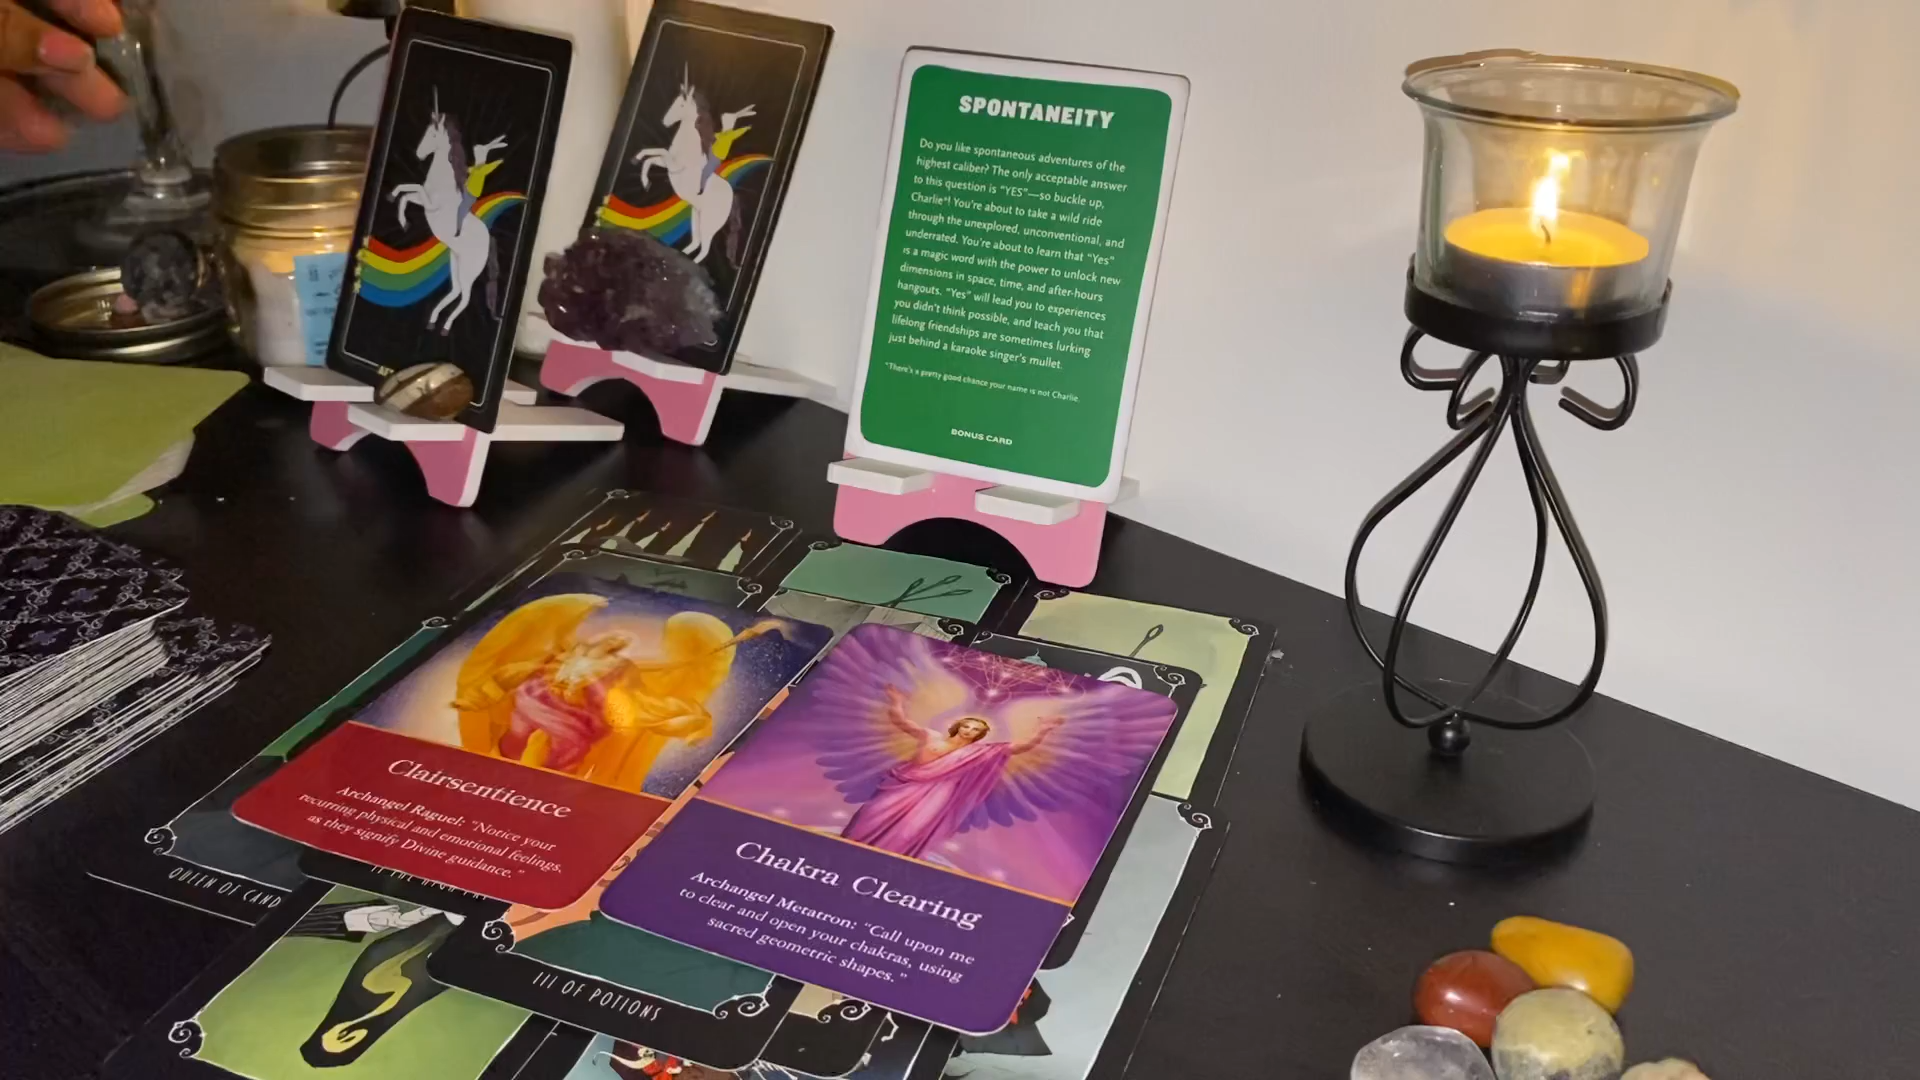 SPONTANEITY
Do you like spontaneous adventures of the
highest caliber? The only acceptable answer
to this question is "YES"—so buckle up,
Charlie*! You're about to take a wild ride
through the unexplored, unconventional, and
underrated. You're about to learn that "Yes"
is a magic word with the power to unlock new
dimensions in space, time, and after-hours
hangouts. "Yes" will lead you to experiences
you didn't think possible, and teach you that
lifelong friendships are sometimes lurking
just behind a karaoke singer's mullet.
*There's a pretty good chance your name is not Charlie.
BONUS CARD
Clairsentience
Archangel Raguel: "Notice your
recurring physical and emotional feelings,
as they signify Divine guidance."
Chakra Clearing
Archangel Metatron: "Call upon me
to clear and open your chakras, using
sacred geometric shapes."
QUEEN OF CAND
III OF POTIONS